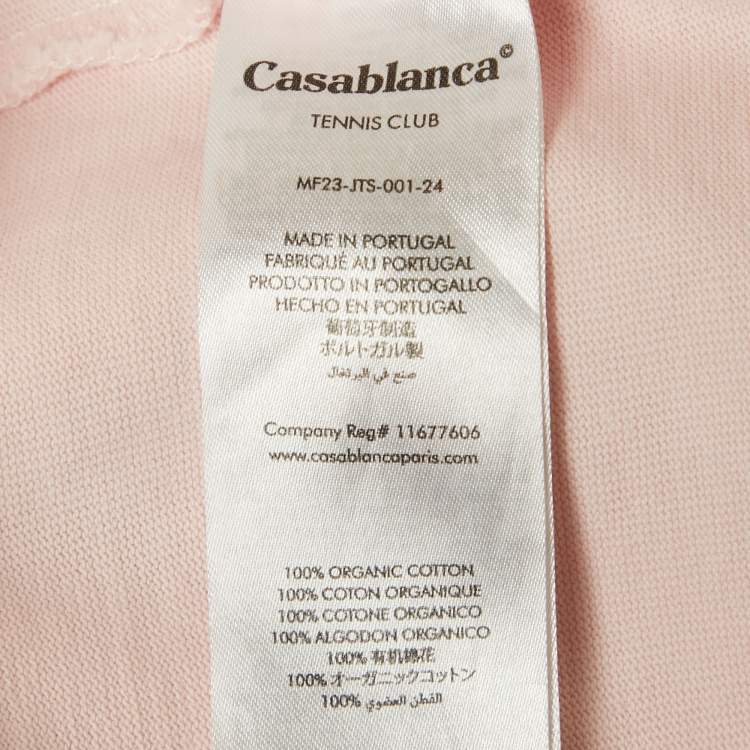 Casablanca©
TENNIS CLUB
MF23-JTS-001-24
MADE IN PORTUGAL
FABRIQUÉ AU PORTUGAL
PRODOTTO IN PORTOGALLO
HECHO EN PORTUGAL
葡萄牙制造
ポルトガル製
صنع في البرتغال
Company Reg# 11677606
www.casablancaparis.com
100% ORGANIC COTTON
100% COTON ORGANIQUE
100% COTONE ORGANICO
100% ALGODON ORGANICO
100% 有机棉花
100% オーガニックコットン
100% القطن العضوي